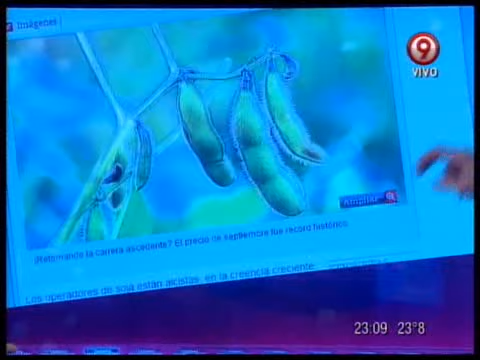 Imágenes
9
VIVO
Ampliar
¿Retomando la carrera ascendente? El precio de septiembre fue récord histórico.
Los operadores de soja están alcistas, en la creencia creciente
23:09 23°8